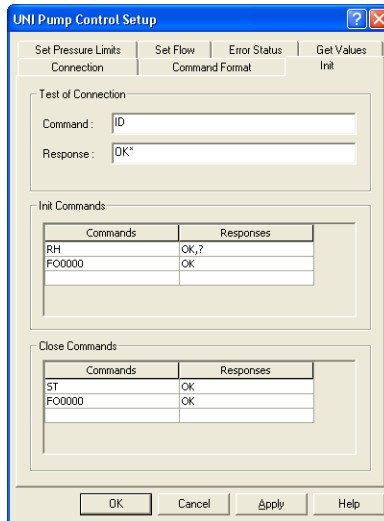 UNI Pump Control Setup
Set Pressure Limits Set Flow Error Status Get Values
Connection Command Format Init
Test of Connection
Command : ID
Response : OK*
Init Commands
Commands Responses
RH OK,?
FO0000 OK
Close Commands
Commands Responses
ST OK
FO0000 OK
OK Cancel Apply Help